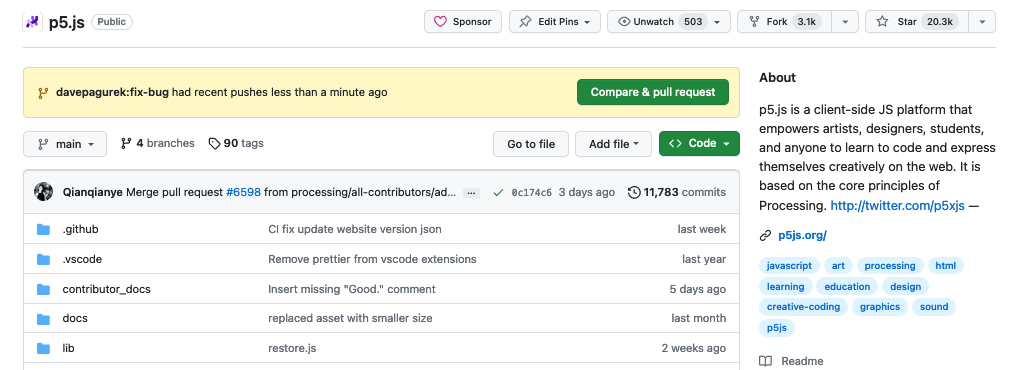 p5.js Public Sponsor Edit Pins Unwatch 503 Fork 3.1k Star 20.3k
davepagurek:fix-bug had recent pushes less than a minute ago Compare & pull request
main 4 branches 90 tags Go to file Add file Code
Qianqianye Merge pull request #6598 from processing/all-contributors/ad... ... 0c174c6 3 days ago 11,783 commits
.github CI fix update website version json last week
.vscode Remove prettier from vscode extensions last year
contributor_docs Insert missing "Good." comment 5 days ago
docs replaced asset with smaller size last month
lib restore.js 2 weeks ago
About
p5.js is a client-side JS platform that
empowers artists, designers, students,
and anyone to learn to code and express
themselves creatively on the web. It is
based on the core principles of
Processing. http://twitter.com/p5xjs —
p5js.org/
javascript art processing html
learning education design
creative-coding graphics sound
p5js
Readme